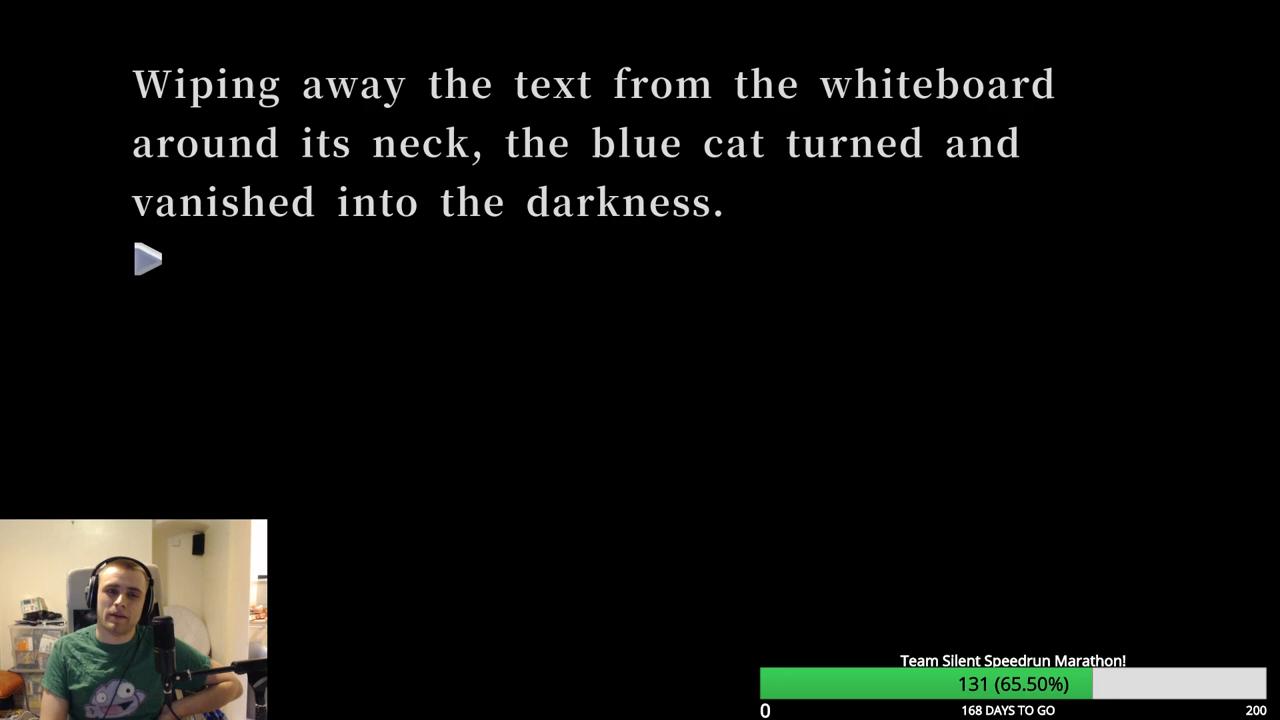 Wiping away the text from the whiteboard
around its neck, the blue cat turned and
vanished into the darkness.
Team Silent Speedrun Marathon!
131 (65.50%)
0
168 DAYS TO GO
200